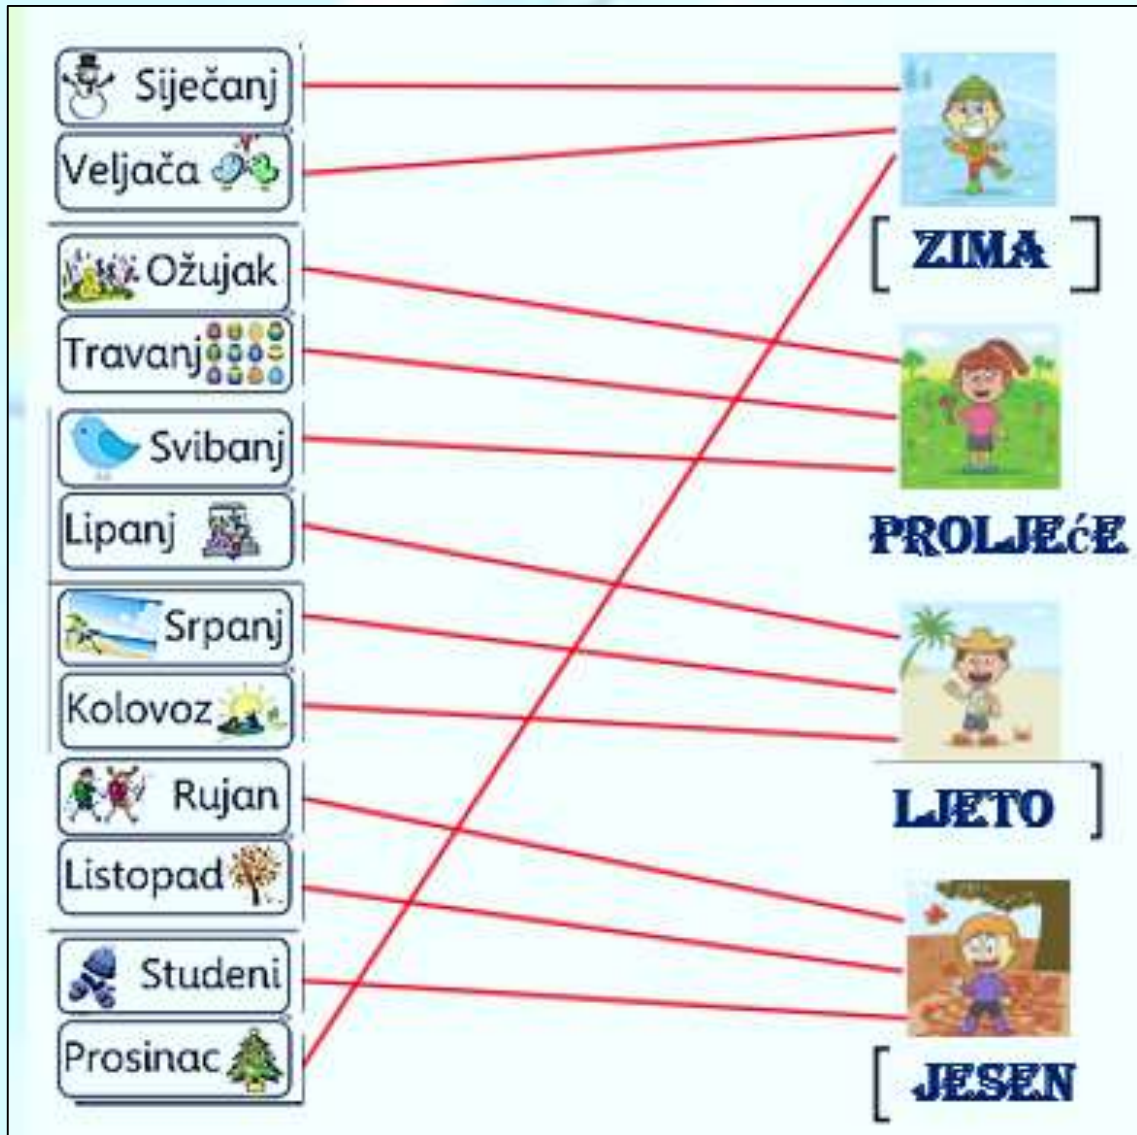 Siječanj
Veljača
Ožujak
Travanj
Svibanj
Lipanj
Srpanj
Kolovoz
Rujan
Listopad
Studeni
Prosinac
ZIMA
PROLJEćE
LJETO
JESEN